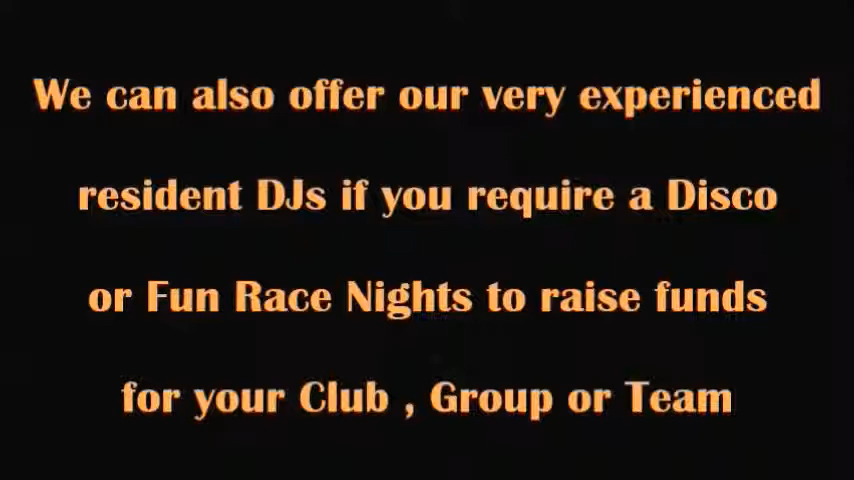 We can also offer our very experienced
resident DJs if you require a Disco
or Fun Race Nights to raise funds
for your Club , Group or Team